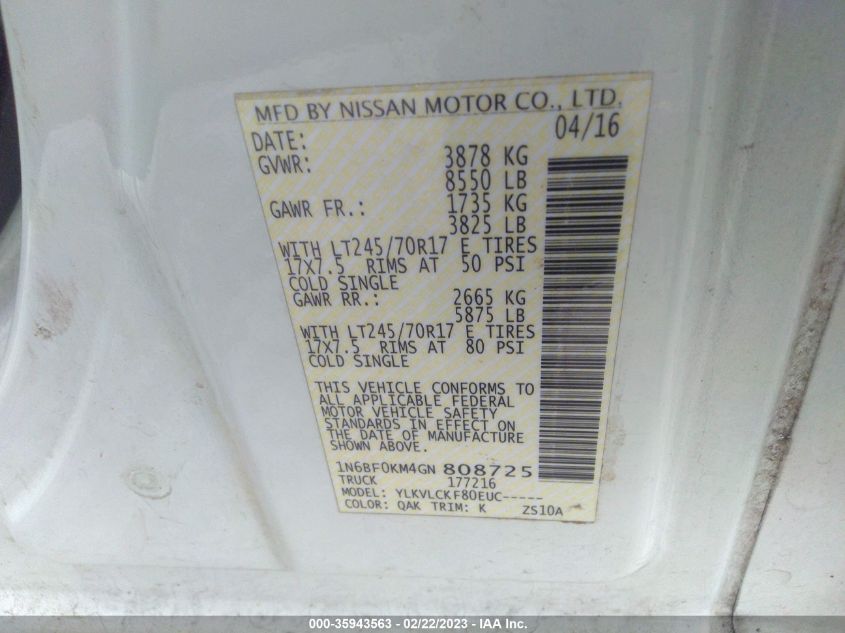 MFD BY NISSAN MOTOR CO., LTD.
DATE: 04/16
GVWR: 3878 KG
8550 LB
GAWR FR.: 1735 KG
3825 LB
WITH LT245/70R17 E TIRES
17X7.5 RIMS AT 50 PSI
COLD SINGLE
GAWR RR.: 2665 KG
5875 LB
WITH LT245/70R17 E TIRES
17X7.5 RIMS AT 80 PSI
COLD SINGLE
THIS VEHICLE CONFORMS TO
ALL APPLICABLE FEDERAL
MOTOR VEHICLE SAFETY
STANDARDS IN EFFECT ON
THE DATE OF MANUFACTURE
SHOWN ABOVE.
1N6BF0KM4GN 808725
TRUCK 177216
MODEL: YLKVLCKF80EUC-----
COLOR: QAK TRIM: K ZS10A
000-35943563 - 02/22/2023 - IAA Inc.